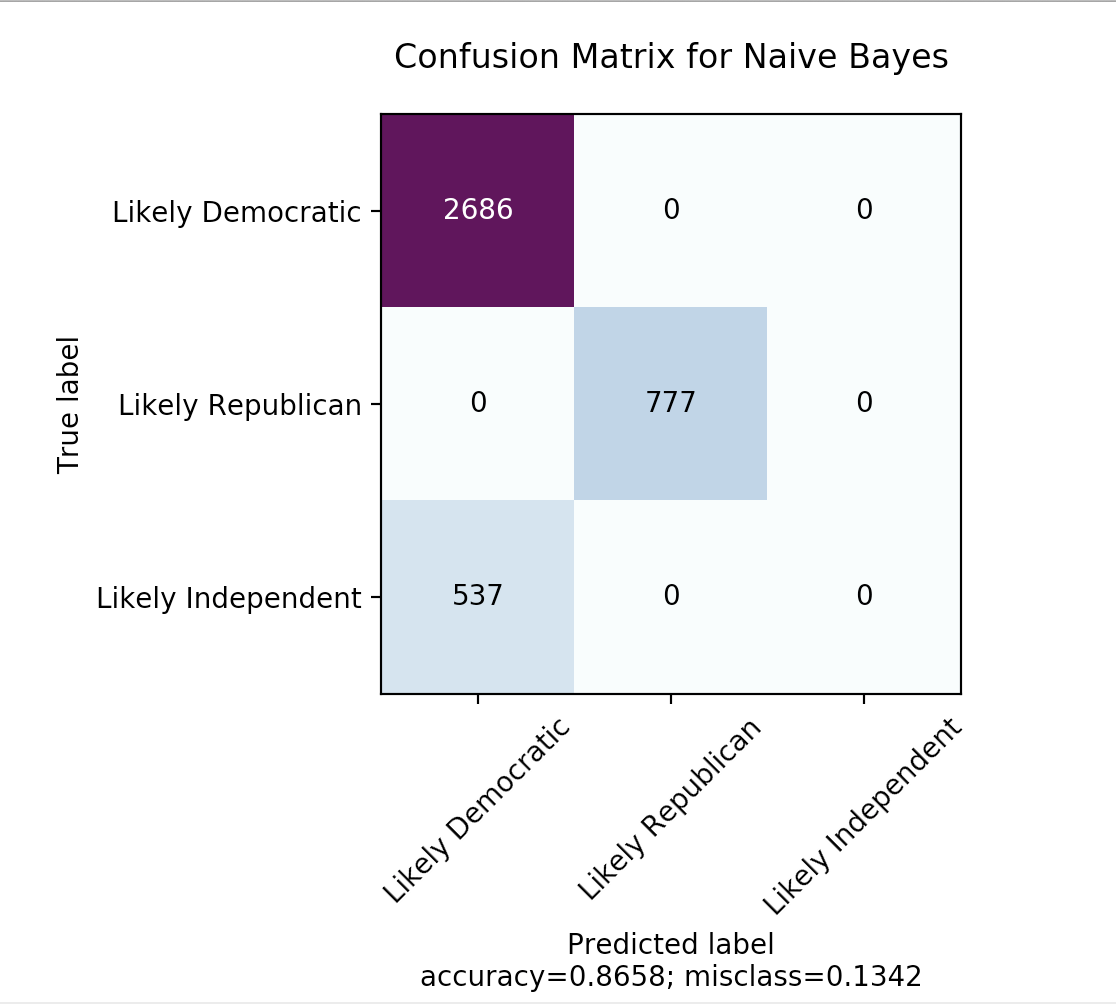 Confusion Matrix for Naive Bayes
Likely Democratic 2686 0 0
True label
Likely Republican 0 777 0
Likely Independent 537 0 0
Likely Democratic Likely Republican Likely Independent
Predicted label
accuracy=0.8658; misclass=0.1342